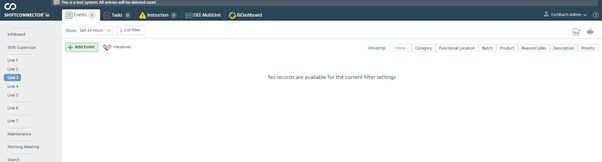 This is a test system. All entries will be deleted soon!
SHIFTCONNECTOR
Events 0 Tasks 0 Instruction 0 OEE MultiUnit BiDashboard Eschbach Admin
Infoboard
Shift Supervisor
Line 1
Line 2
Line 3
Line 4
Line 5
Line 6
Line 7
Maintenance
Morning Meeting
Search
Show: last 24 hours List filter
Add Event Handover Grouping: -None- Category Functional Location Batch Product ReasonCodes Description Priority
No records are available for the current filter settings